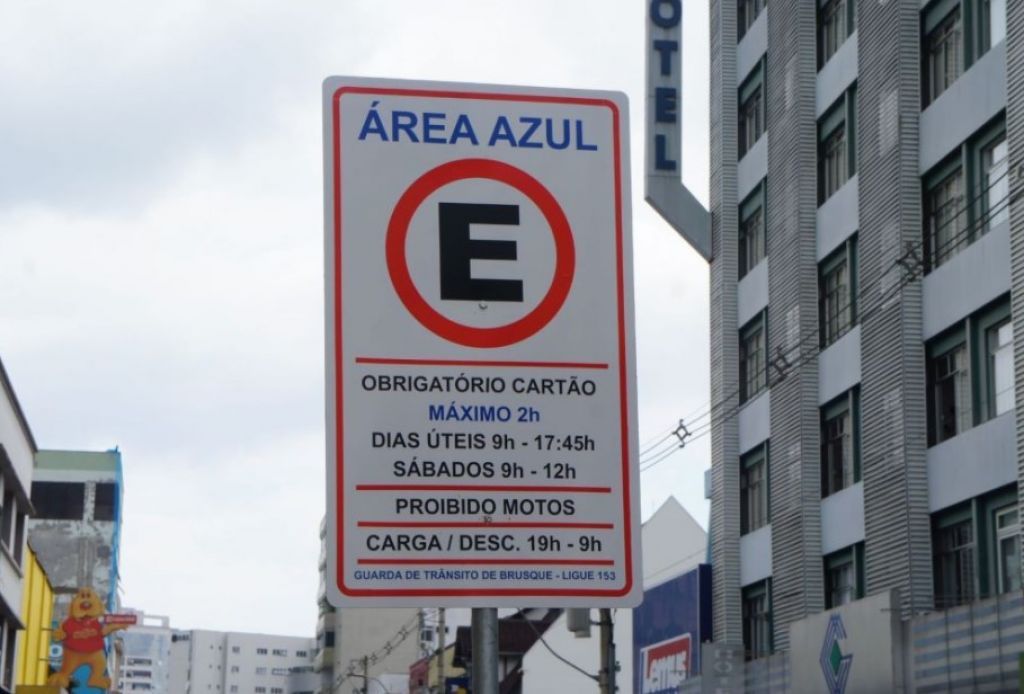 OTEL
ÁREA AZUL
E
OBRIGATÓRIO CARTÃO
MÁXIMO 2h
DIAS ÚTEIS 9h - 17:45h
SÁBADOS 9h - 12h
PROIBIDO MOTOS
CARGA / DESC. 19h - 9h
GUARDA DE TRÂNSITO DE BRUSQUE - LIGUE 153